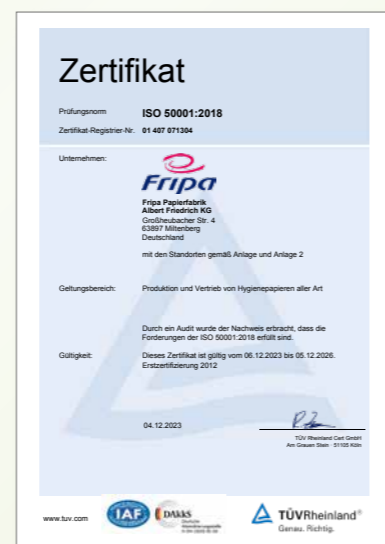 Zertifikat
Prüfungsnorm ISO 50001:2018
Zertifikat-Registrier-Nr. 01 407 071304
Unternehmen:
Fripa
Fripa Papierfabrik
Albert Friedrich KG
Großheubacher Str. 4
63897 Miltenberg
Deutschland
mit den Standorten gemäß Anlage und Anlage 2
Geltungsbereich: Produktion und Vertrieb von Hygienepapieren aller Art
Durch ein Audit wurde der Nachweis erbracht, dass die
Forderungen der ISO 50001:2018 erfüllt sind.
Gültigkeit: Dieses Zertifikat ist gültig vom 06.12.2023 bis 05.12.2026.
Erstzertifizierung 2012
04.12.2023
TÜV Rheinland Cert GmbH
Am Grauen Stein · 51105 Köln
www.tuv.com
IAF
DAkkS
Deutsche
Akkreditierungsstelle
TÜVRheinland®
Genau. Richtig.